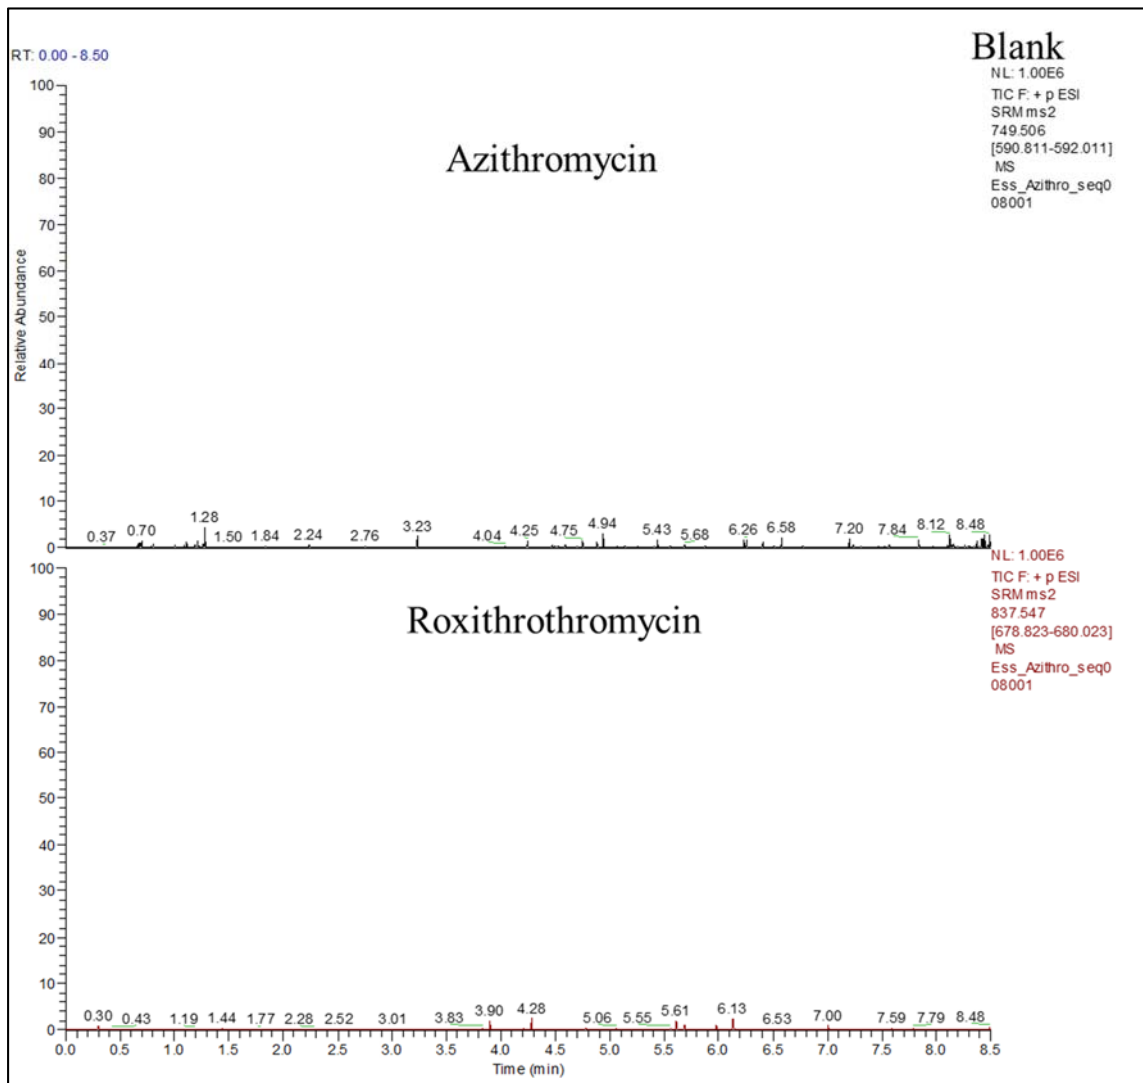 Blank
RT: 0.00 - 8.50
NL: 1.00E6
TIC F: + p ESI
SRM ms2
749.506
[590.811-592.011]
MS
Ess_Azithro_seq0
08001
Azithromycin
100
90
80
70
60
50
40
30
20
10
0
Relative Abundance
0.37 0.70 1.28 1.50 1.84 2.24 2.76 3.23 4.04 4.25 4.75 4.94 5.43 5.68 6.26 6.58 7.20 7.84 8.12 8.48
NL: 1.00E6
TIC F: + p ESI
SRM ms2
837.547
[678.823-680.023]
MS
Ess_Azithro_seq0
08001
Roxithrothromycin
100
90
80
70
60
50
40
30
20
10
0
0.30 0.43 1.19 1.44 1.77 2.28 2.52 3.01 3.83 3.90 4.28 5.06 5.55 5.61 6.13 6.53 7.00 7.59 7.79 8.48
0.0 0.5 1.0 1.5 2.0 2.5 3.0 3.5 4.0 4.5 5.0 5.5 6.0 6.5 7.0 7.5 8.0 8.5
Time (min)